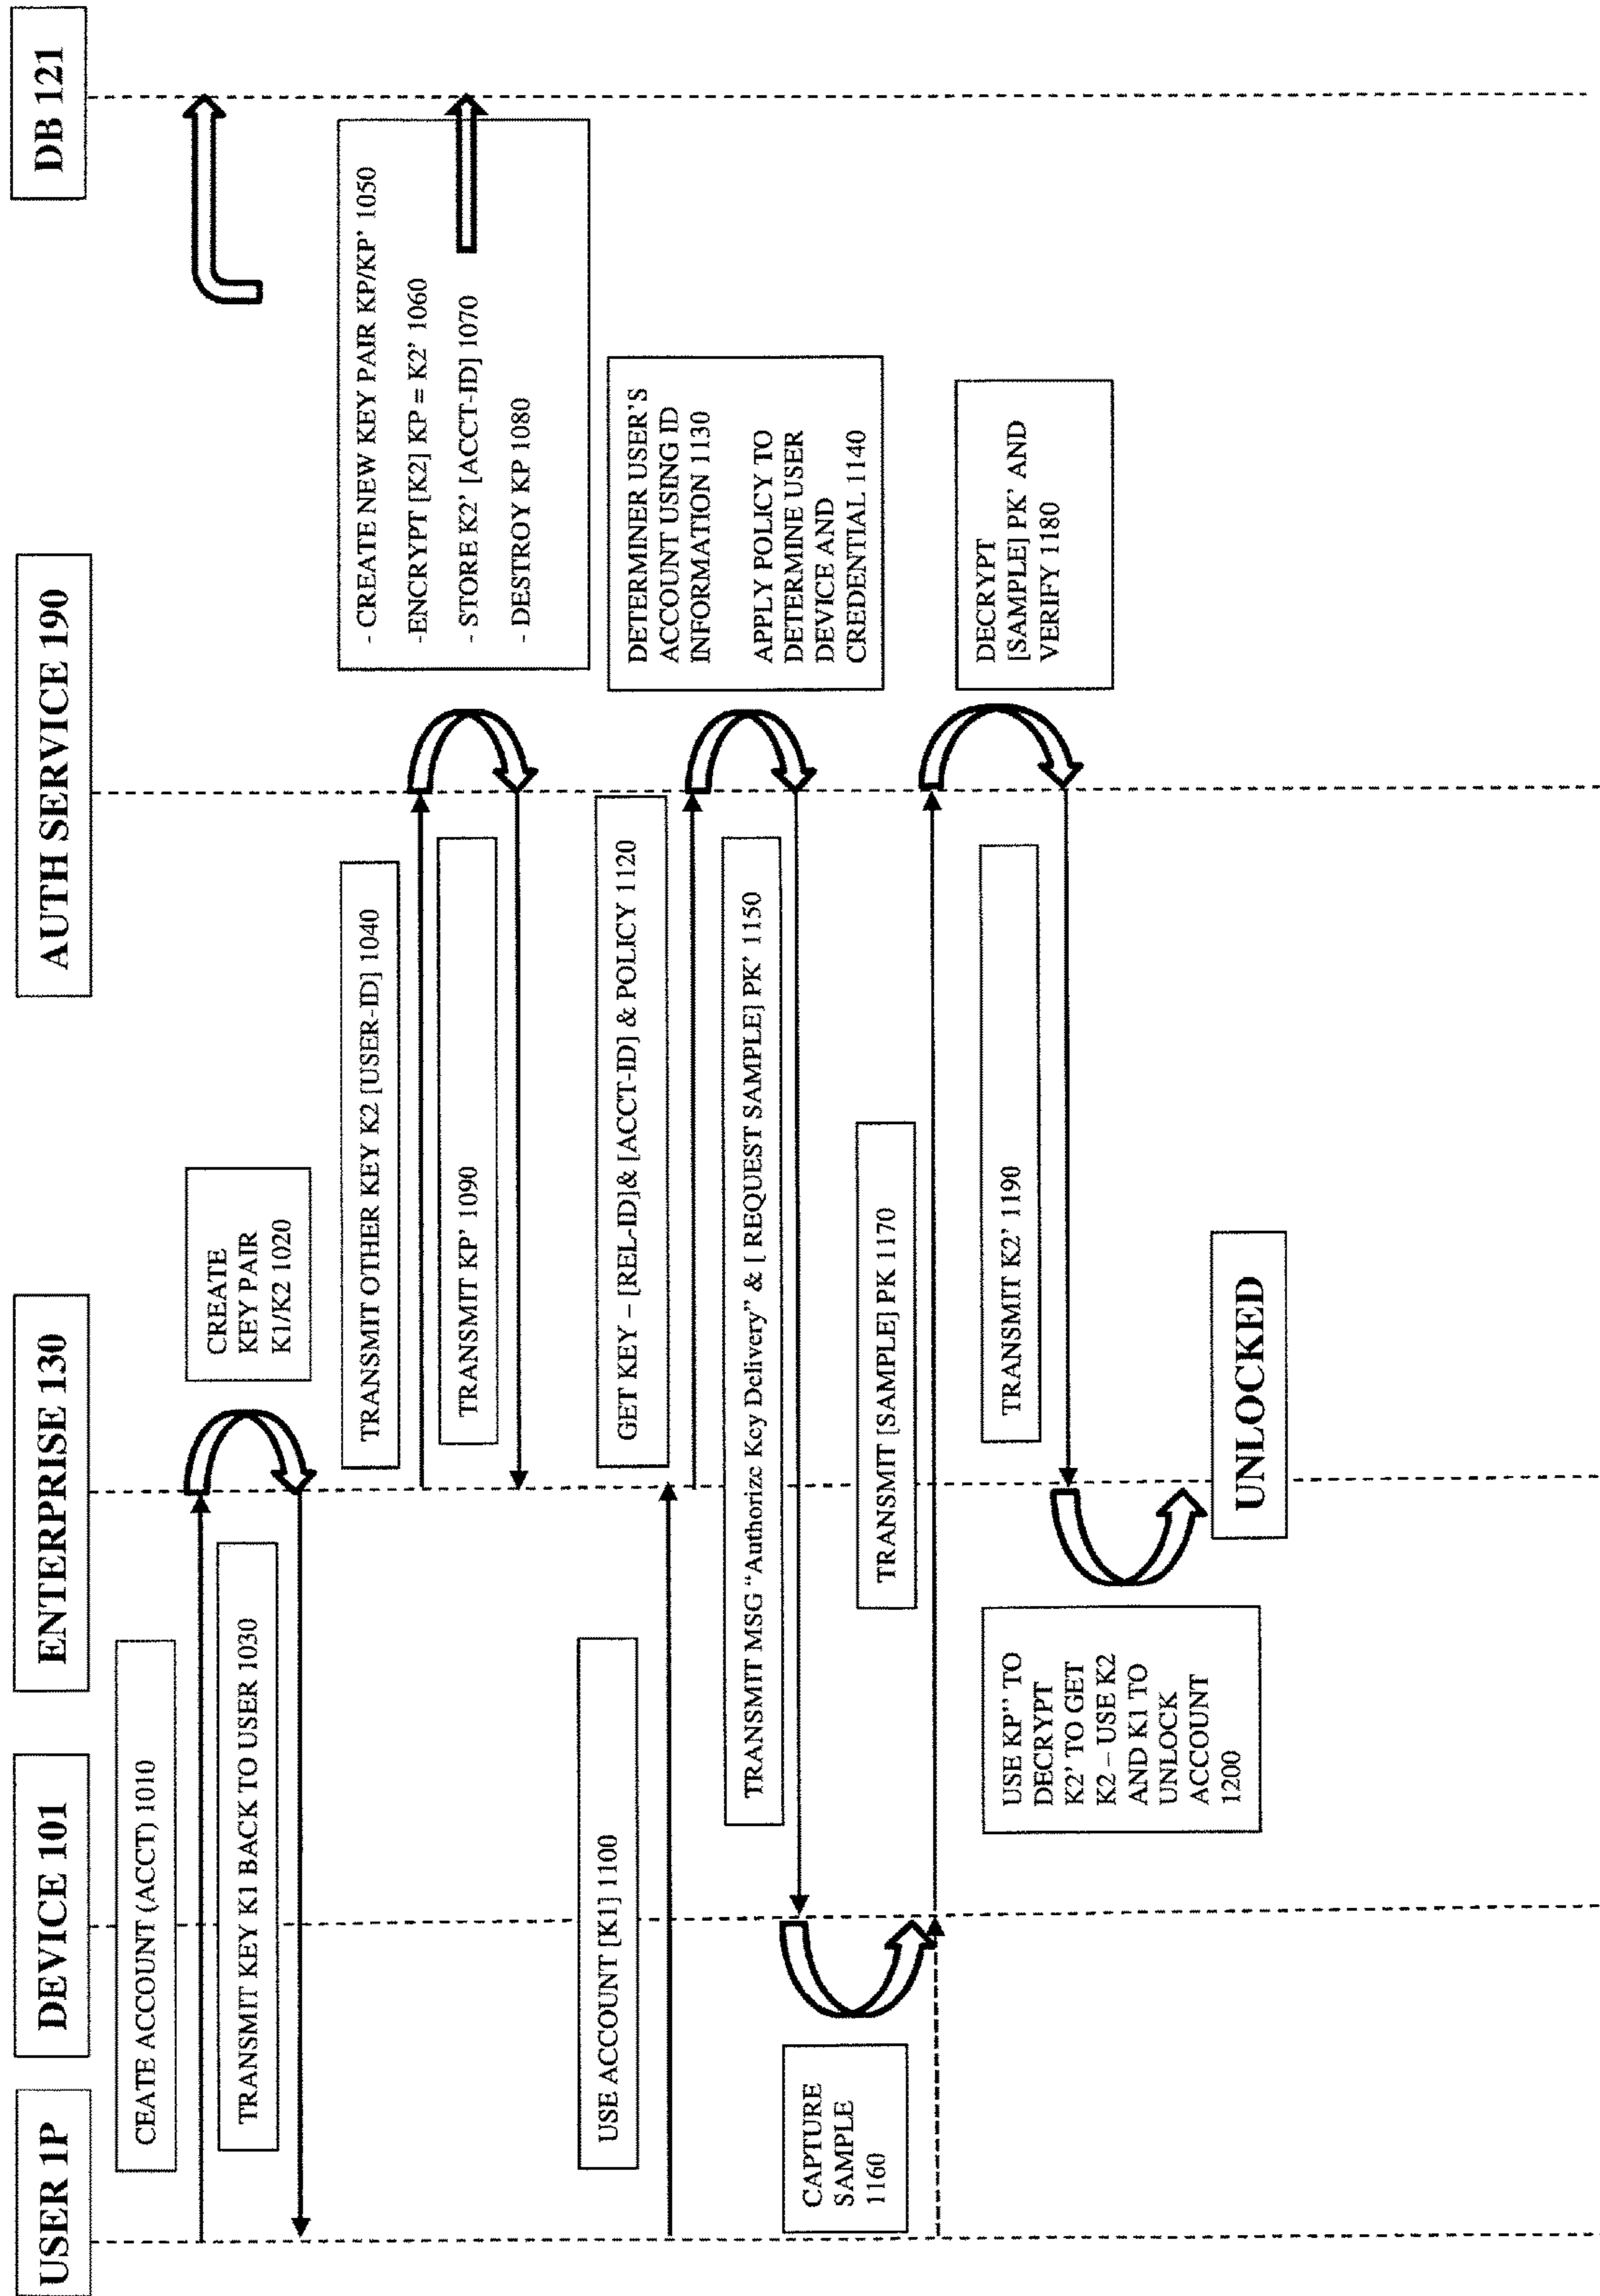 USER 1P
DEVICE 101
ENTERPRISE 130
AUTH SERVICE 190
DB 121
CEATE ACCOUNT (ACCT) 1010
CREATE
KEY PAIR
K1/K2 1020
TRANSMIT KEY K1 BACK TO USER 1030
TRANSMIT OTHER KEY K2 [USER-ID] 1040
- CREATE NEW KEY PAIR KP/KP' 1050
-ENCRYPT [K2] KP = K2' 1060
- STORE K2' [ACCT-ID] 1070
- DESTROY KP 1080
TRANSMIT KP' 1090
USE ACCOUNT [K1] 1100
GET KEY – [REL-ID]& [ACCT-ID] & POLICY 1120
DETERMINER USER'S
ACCOUNT USING ID
INFORMATION 1130
APPLY POLICY TO
DETERMINE USER
DEVICE AND
CREDENTIAL 1140
TRANSMIT MSG “Authorize Key Delivery” & [ REQUEST SAMPLE] PK' 1150
CAPTURE
SAMPLE
1160
TRANSMIT [SAMPLE] PK 1170
DECRYPT
[SAMPLE] PK' AND
VERIFY 1180
TRANSMIT K2' 1190
USE KP" TO
DECRYPT
K2' TO GET
K2 – USE K2
AND K1 TO
UNLOCK
ACCOUNT
1200
UNLOCKED